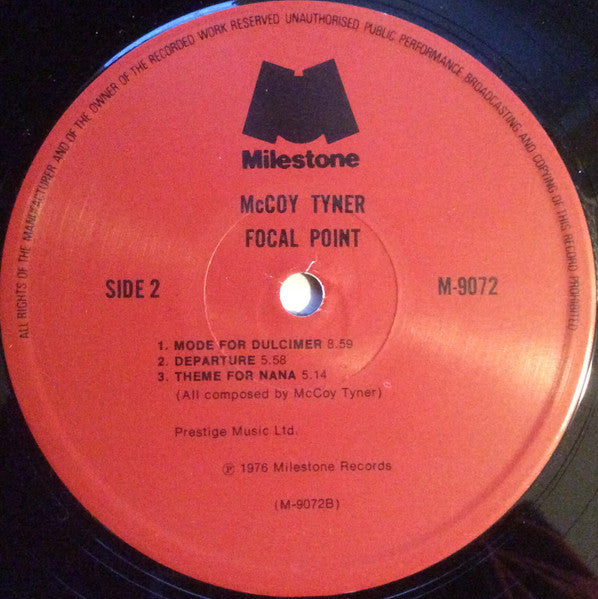 ALL RIGHTS OF THE MANUFACTURER AND OF THE OWNER OF THE RECORDED WORK RESERVED UNAUTHORISED PUBLIC PERFORMANCE BROADCASTING AND COPYING OF THIS RECORD PROHIBITED
Milestone
McCOY TYNER
FOCAL POINT
SIDE 2
M-9072
1. MODE FOR DULCIMER 8.59
2. DEPARTURE 5.58
3. THEME FOR NANA 5.14
(All composed by McCoy Tyner)
Prestige Music Ltd.
℗ 1976 Milestone Records
(M-9072B)